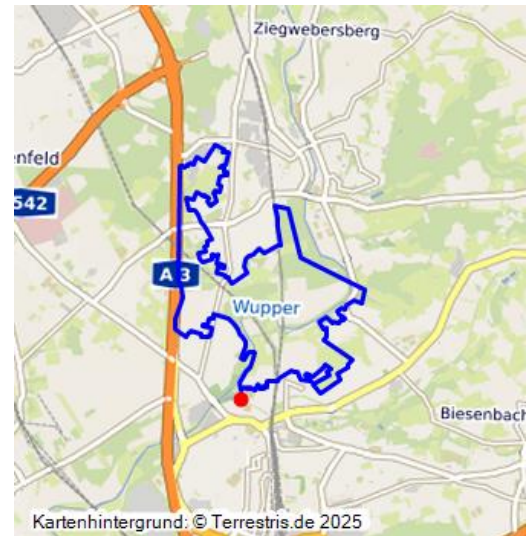 Ziegwebersberg
enfeld
542
A 3
Wupper
Biesenbach
Kartenhintergrund: © Terrestris.de 2025